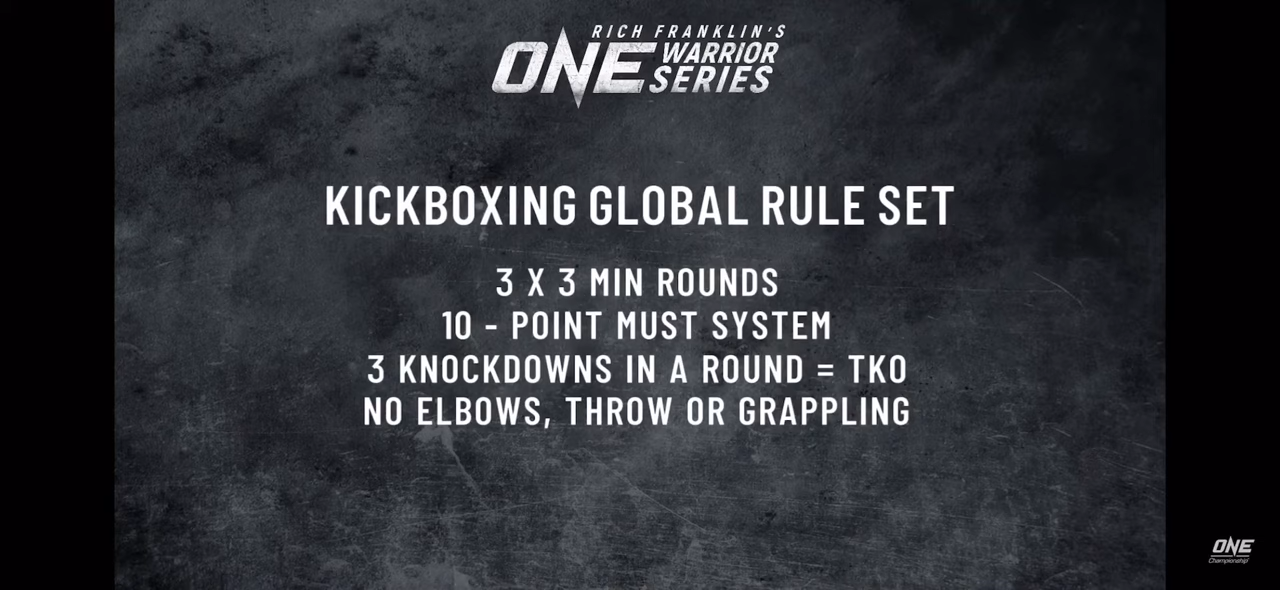 RICH FRANKLIN'S
ONE WARRIOR
SERIES
KICKBOXING GLOBAL RULE SET
3 X 3 MIN ROUNDS
10 - POINT MUST SYSTEM
3 KNOCKDOWNS IN A ROUND = TKO
NO ELBOWS, THROW OR GRAPPLING
ONE
Championship